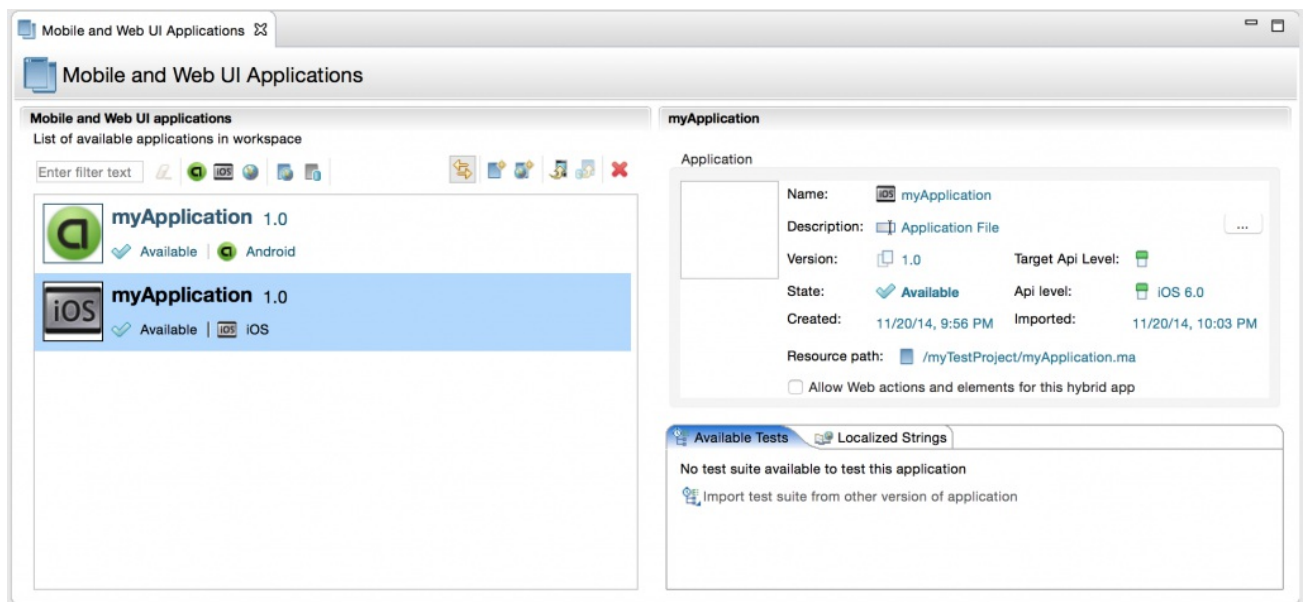 Mobile and Web UI Applications
Mobile and Web UI Applications
Mobile and Web UI applications
List of available applications in workspace
Enter filter text
iOS
myApplication 1.0
Available | Android
iOS
myApplication 1.0
Available | iOS iOS
myApplication
Application
Name: iOS myApplication
Description: Application File ...
Version: 1.0 Target Api Level:
State: Available Api level: iOS 6.0
Created: 11/20/14, 9:56 PM Imported: 11/20/14, 10:03 PM
Resource path: /myTestProject/myApplication.ma
Allow Web actions and elements for this hybrid app
Available Tests Localized Strings
No test suite available to test this application
Import test suite from other version of application